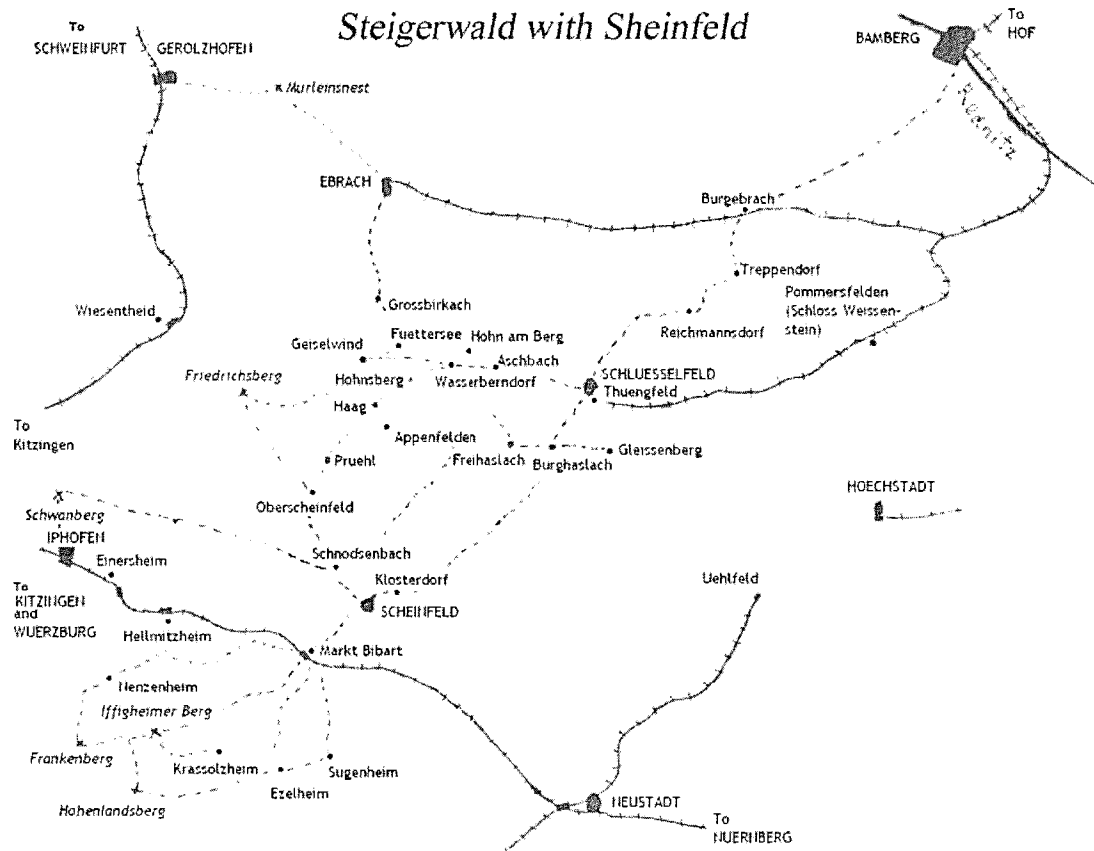 Steigerwald with Sheinfeld
To
SCHWEINFURT
GEROLZHOFEN
Murleinsnest
BAMBERG
To
HOF
Rednitz
EBRACH
Burgebrach
Treppendorf
Pommersfelden
(Schloss Weissen-
stein)
Wiesentheid
Grossbirkach
Reichmannsdorf
Fuettersee
Hohn am Berg
Geiselwind
Aschbach
Friedrichsberg
Hohnsberg
Wasserberndorf
SCHLUESSELFELD
Thuengfeld
Haag
To
Kitzingen
Appenfelden
Freihaslach
Burghaslach
Gleissenberg
Pruehl
HOECHSTADT
Oberscheinfeld
Schwanberg
IPHOFEN
Einersheim
Schnodsenbach
Klosterdorf
Uehlfeld
To
KITZINGEN
and
WUERZBURG
SCHEINFELD
Hellmitzheim
Markt Bibart
Nenzenheim
Iffigheimer Berg
Frankenberg
Krassolzheim
Sugenheim
Ezelheim
Hohenlandsberg
NEUSTADT
To
NUERNBERG